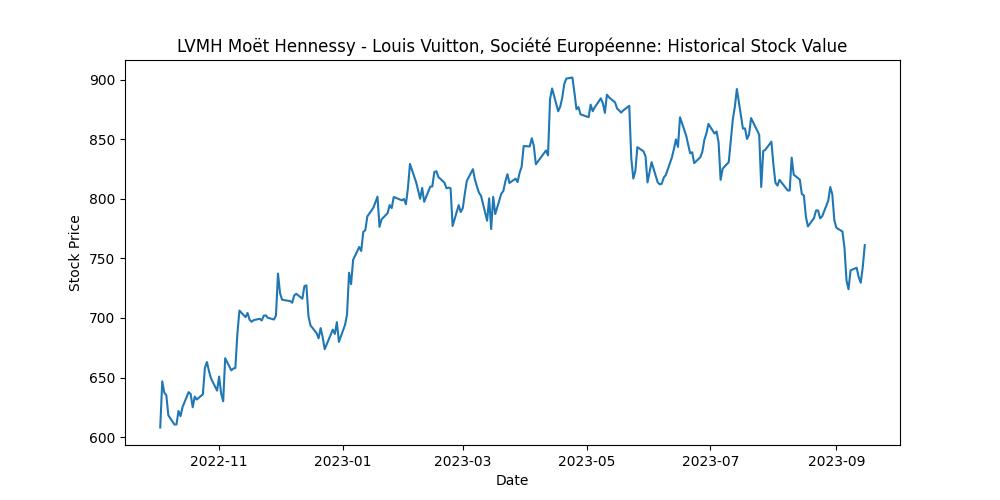 LVMH Moët Hennessy - Louis Vuitton, Société Européenne: Historical Stock Value
900
850
800
750
700
650
600
Stock Price
2022-11 2023-01 2023-03 2023-05 2023-07 2023-09
Date